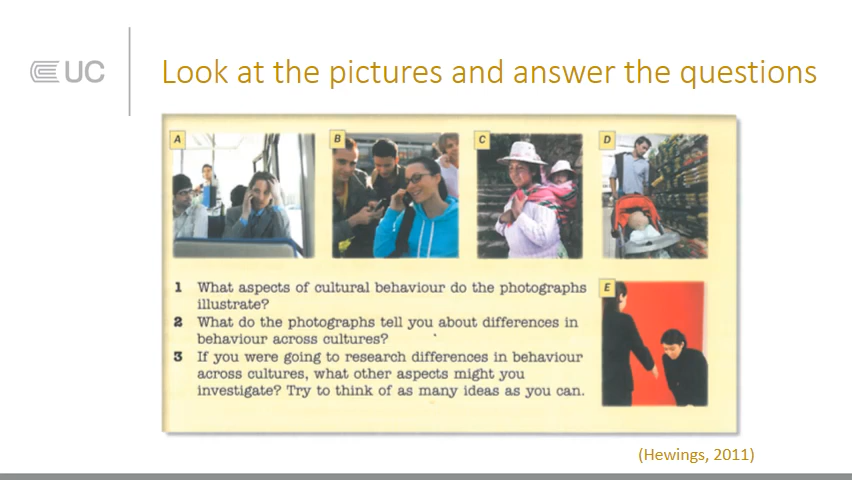 UC
Look at the pictures and answer the questions
A
B
C
D
1 What aspects of cultural behaviour do the photographs
illustrate?
2 What do the photographs tell you about differences in
behaviour across cultures?
3 If you were going to research differences in behaviour
across cultures, what other aspects might you
investigate? Try to think of as many ideas as you can.
E
(Hewings, 2011)